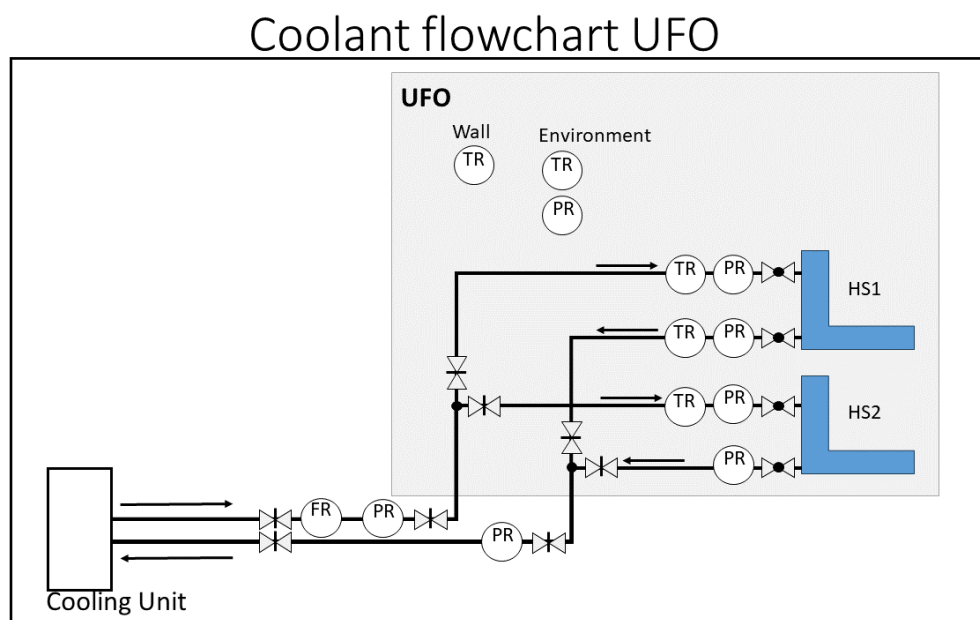 Coolant flowchart UFO
UFO
Wall
Environment
TR
TR
PR
TR PR
HS1
TR PR
TR PR
HS2
PR
FR PR
PR
Cooling Unit